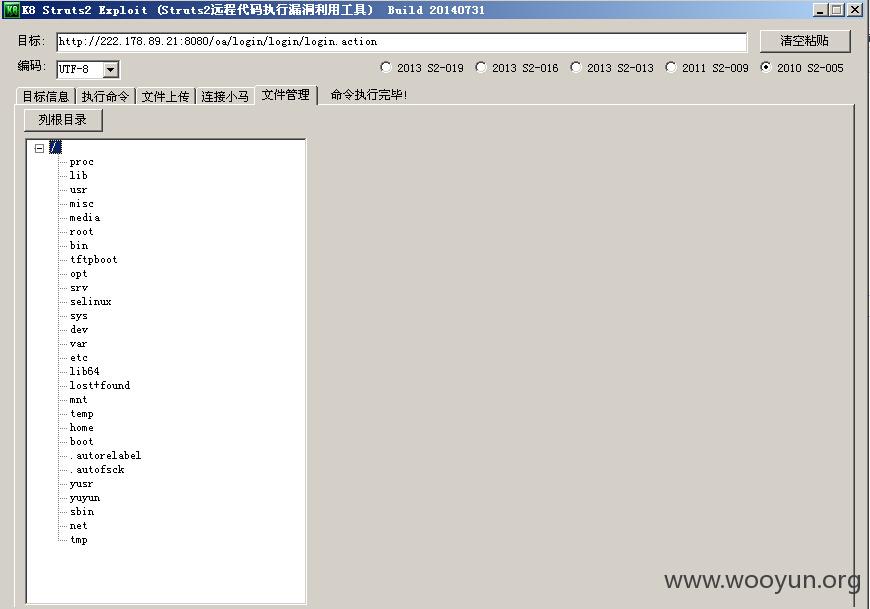 K8 Struts2 Exploit (Struts2远程代码执行漏洞利用工具) Build 20140731
目标: http://222.178.89.21:8080/oa/login/login/login.action 清空粘贴
编码: UTF-8 2013 S2-019 2013 S2-016 2013 S2-013 2011 S2-009 2010 S2-005
目标信息 执行命令 文件上传 连接小马 文件管理 命令执行完毕!
列根目录
/
proc
lib
usr
misc
media
root
bin
tftpboot
opt
srv
selinux
sys
dev
var
etc
lib64
lost+found
mnt
temp
home
boot
.autorelabel
.autofsck
yusr
yuyun
sbin
net
tmp
www.wooyun.org